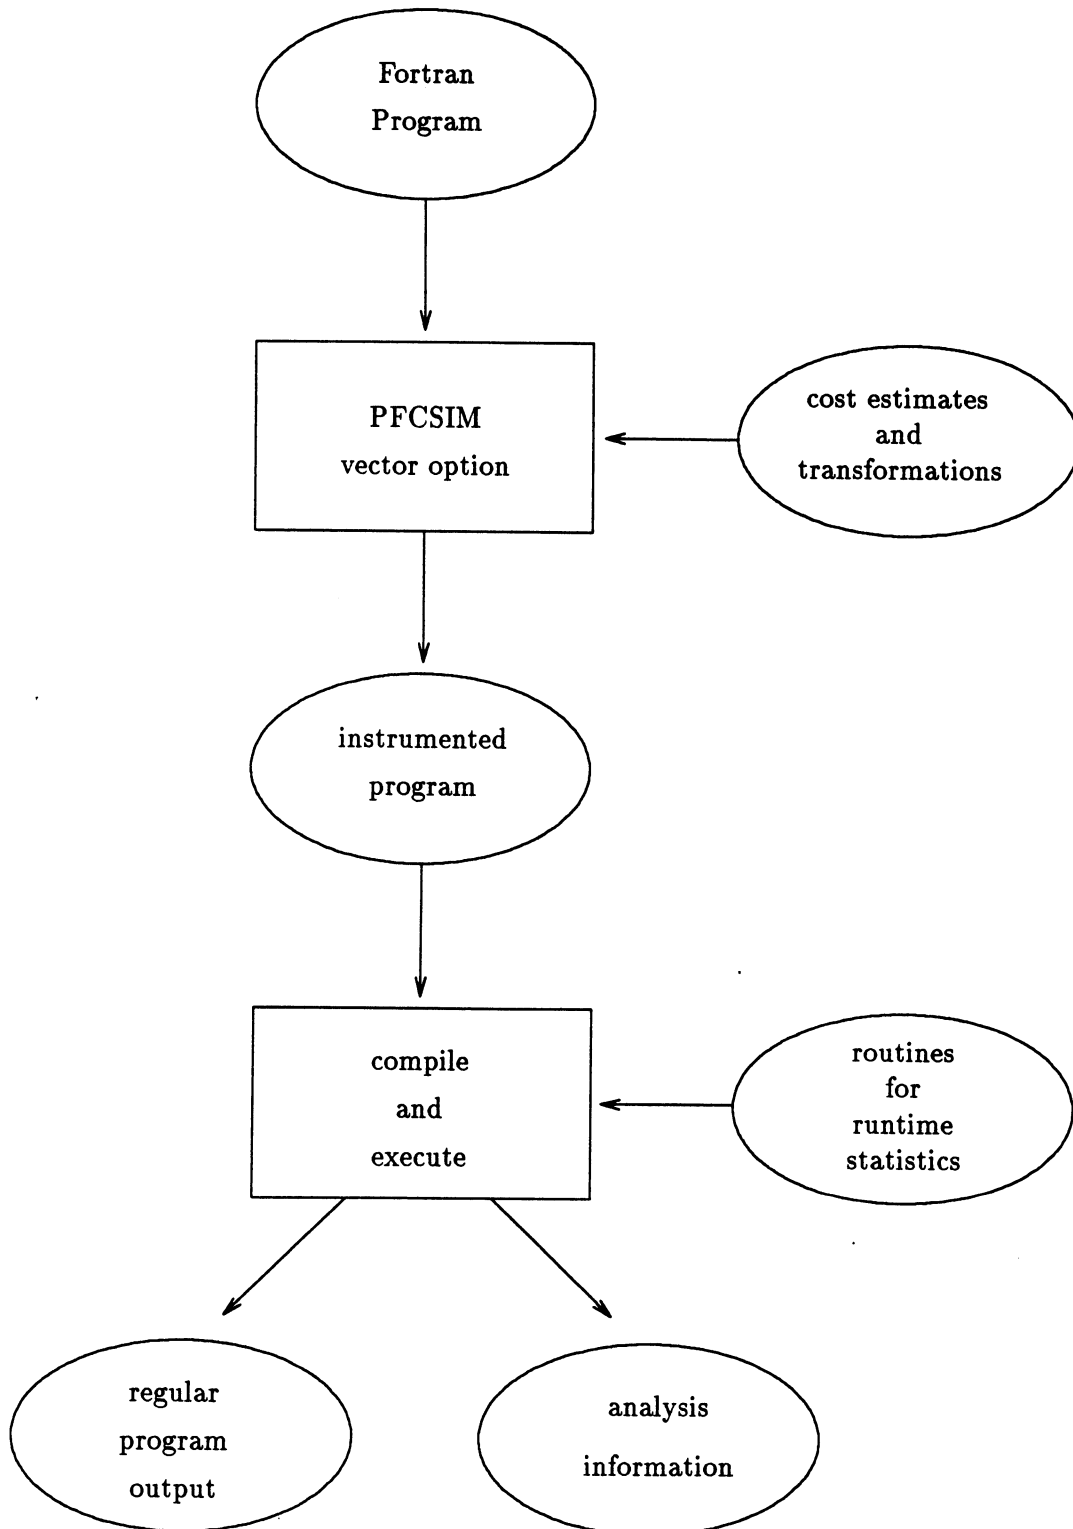 Fortran
Program
PFCSIM
vector option
cost estimates
and
transformations
instrumented
program
compile
and
execute
routines
for
runtime
statistics
regular
program
output
analysis
information